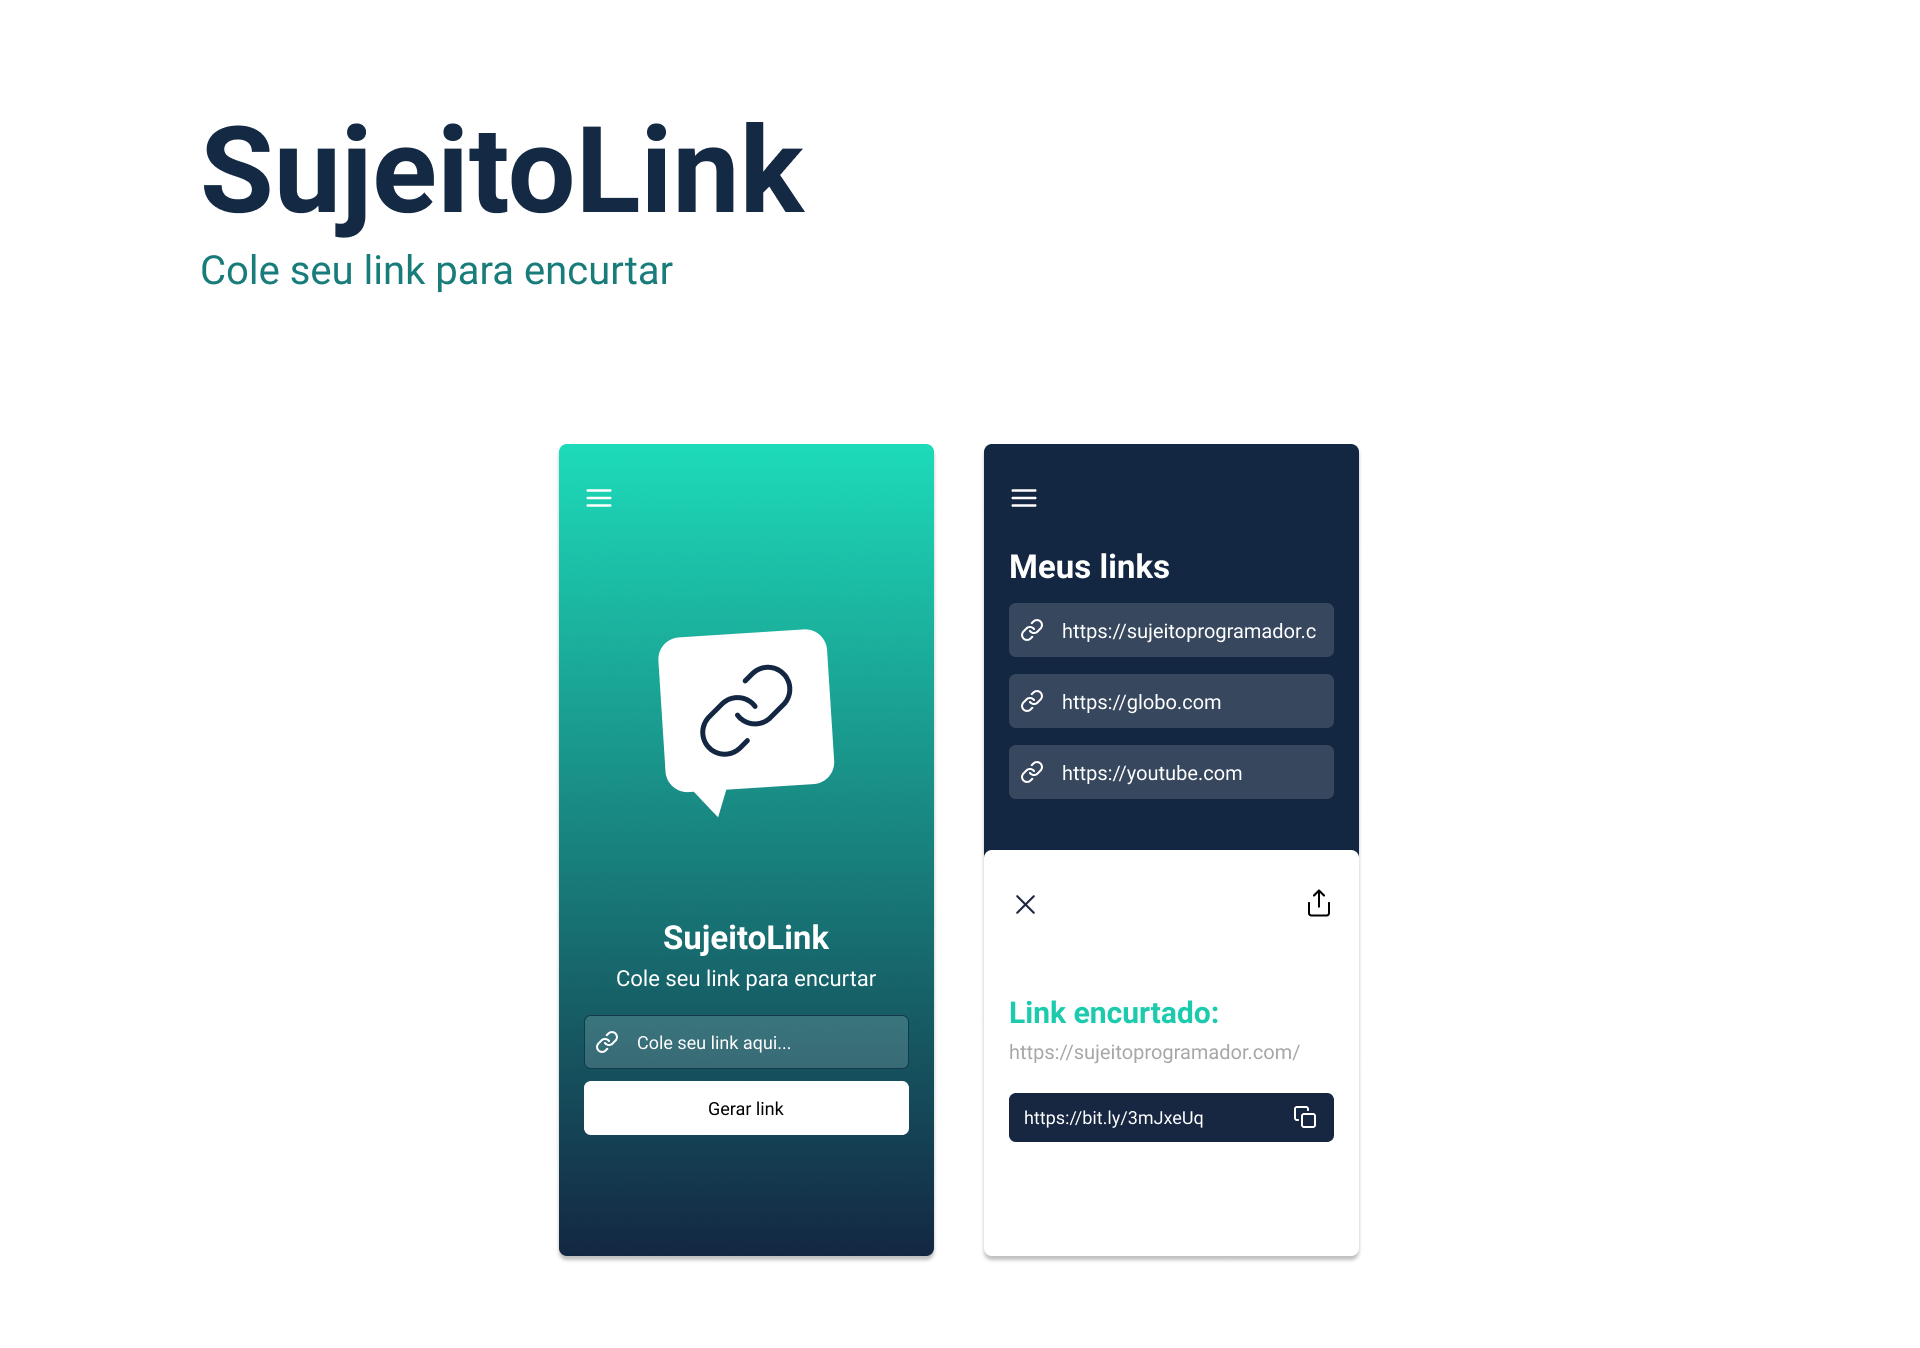 SujeitoLink
Cole seu link para encurtar
SujeitoLink
Cole seu link para encurtar
Cole seu link aqui...
Gerar link
Meus links
https://sujeitoprogramador.c
https://globo.com
https://youtube.com
Link encurtado:
https://sujeitoprogramador.com/
https://bit.ly/3mJxeUq